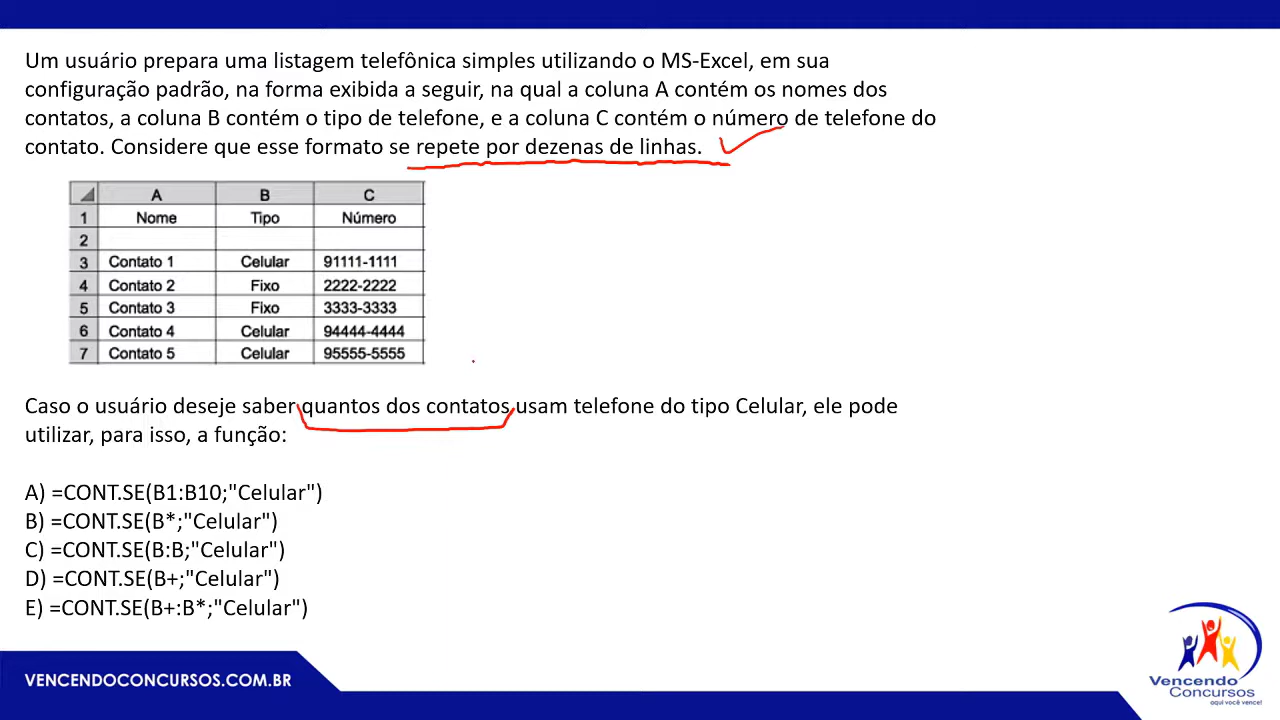 Um usuário prepara uma listagem telefônica simples utilizando o MS-Excel, em sua
configuração padrão, na forma exibida a seguir, na qual a coluna A contém os nomes dos
contatos, a coluna B contém o tipo de telefone, e a coluna C contém o número de telefone do
contato. Considere que esse formato se repete por dezenas de linhas.
A B C
1 Nome Tipo Número
2
3 Contato 1 Celular 91111-1111
4 Contato 2 Fixo 2222-2222
5 Contato 3 Fixo 3333-3333
6 Contato 4 Celular 94444-4444
7 Contato 5 Celular 95555-5555
Caso o usuário deseje saber quantos dos contatos usam telefone do tipo Celular, ele pode
utilizar, para isso, a função:
A) =CONT.SE(B1:B10;"Celular")
B) =CONT.SE(B*;"Celular")
C) =CONT.SE(B:B;"Celular")
D) =CONT.SE(B+;"Celular")
E) =CONT.SE(B+:B*;"Celular")
VENCENDOCONCURSOS.COM.BR
Vencendo
Concursos
aqui você vence!